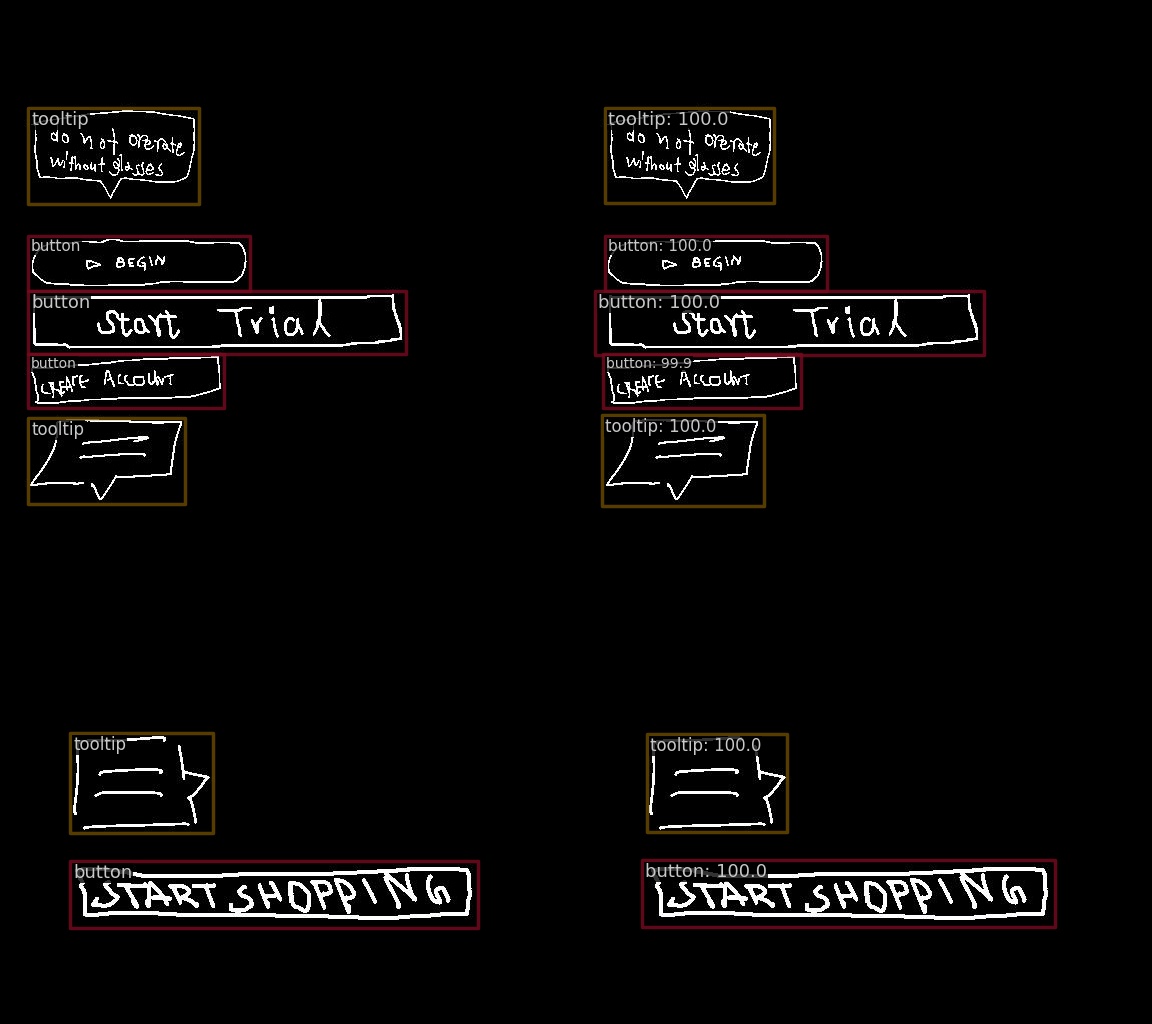 tooltip
do not operate
without glasses
button
BEGIN
button
Start Trial
button
CREATE ACCOUNT
tooltip
tooltip
button
START SHOPPING
tooltip: 100.0
do not operate
without glasses
button: 100.0
BEGIN
button: 100.0
Start Trial
button: 99.9
CREATE ACCOUNT
tooltip: 100.0
tooltip: 100.0
button: 100.0
START SHOPPING